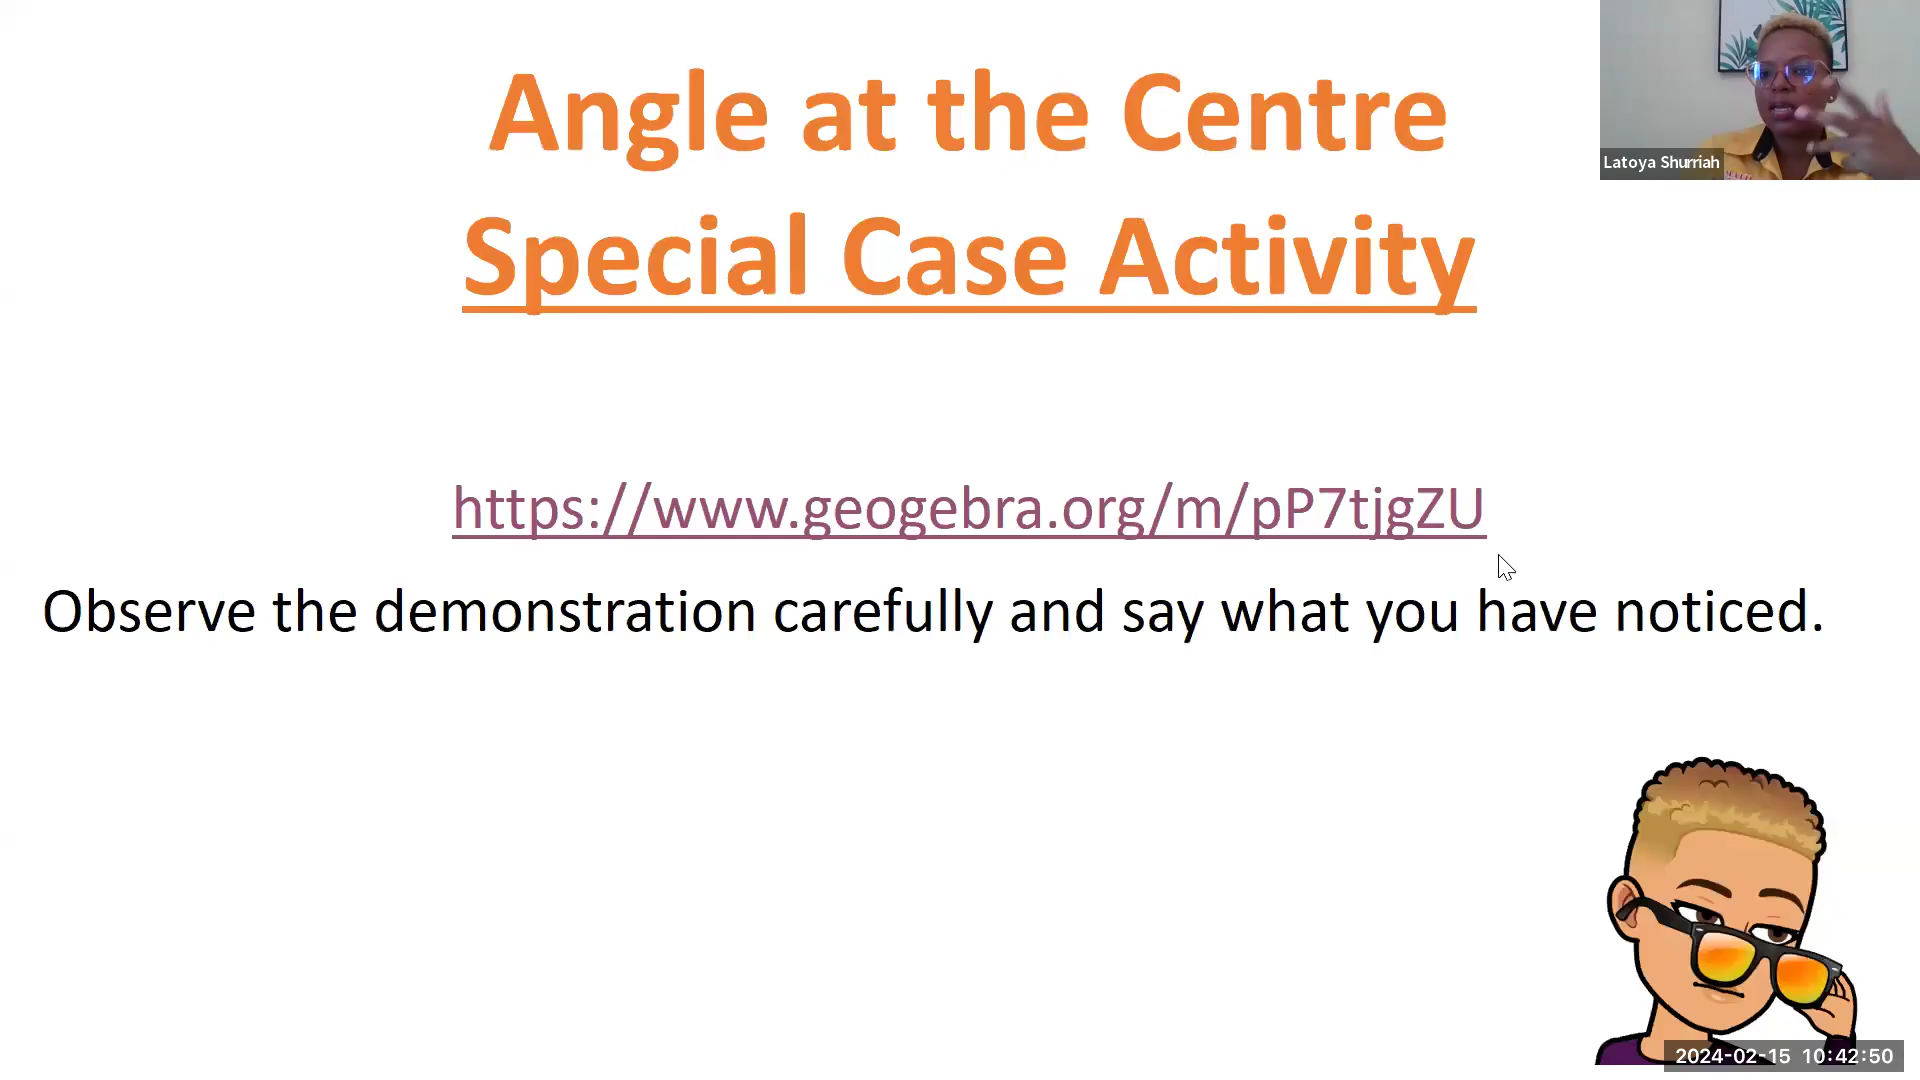 Angle at the Centre
Special Case Activity
Latoya Shurriah
https://www.geogebra.org/m/pP7tjgZU
Observe the demonstration carefully and say what you have noticed.
2024-02-15 10:42:50